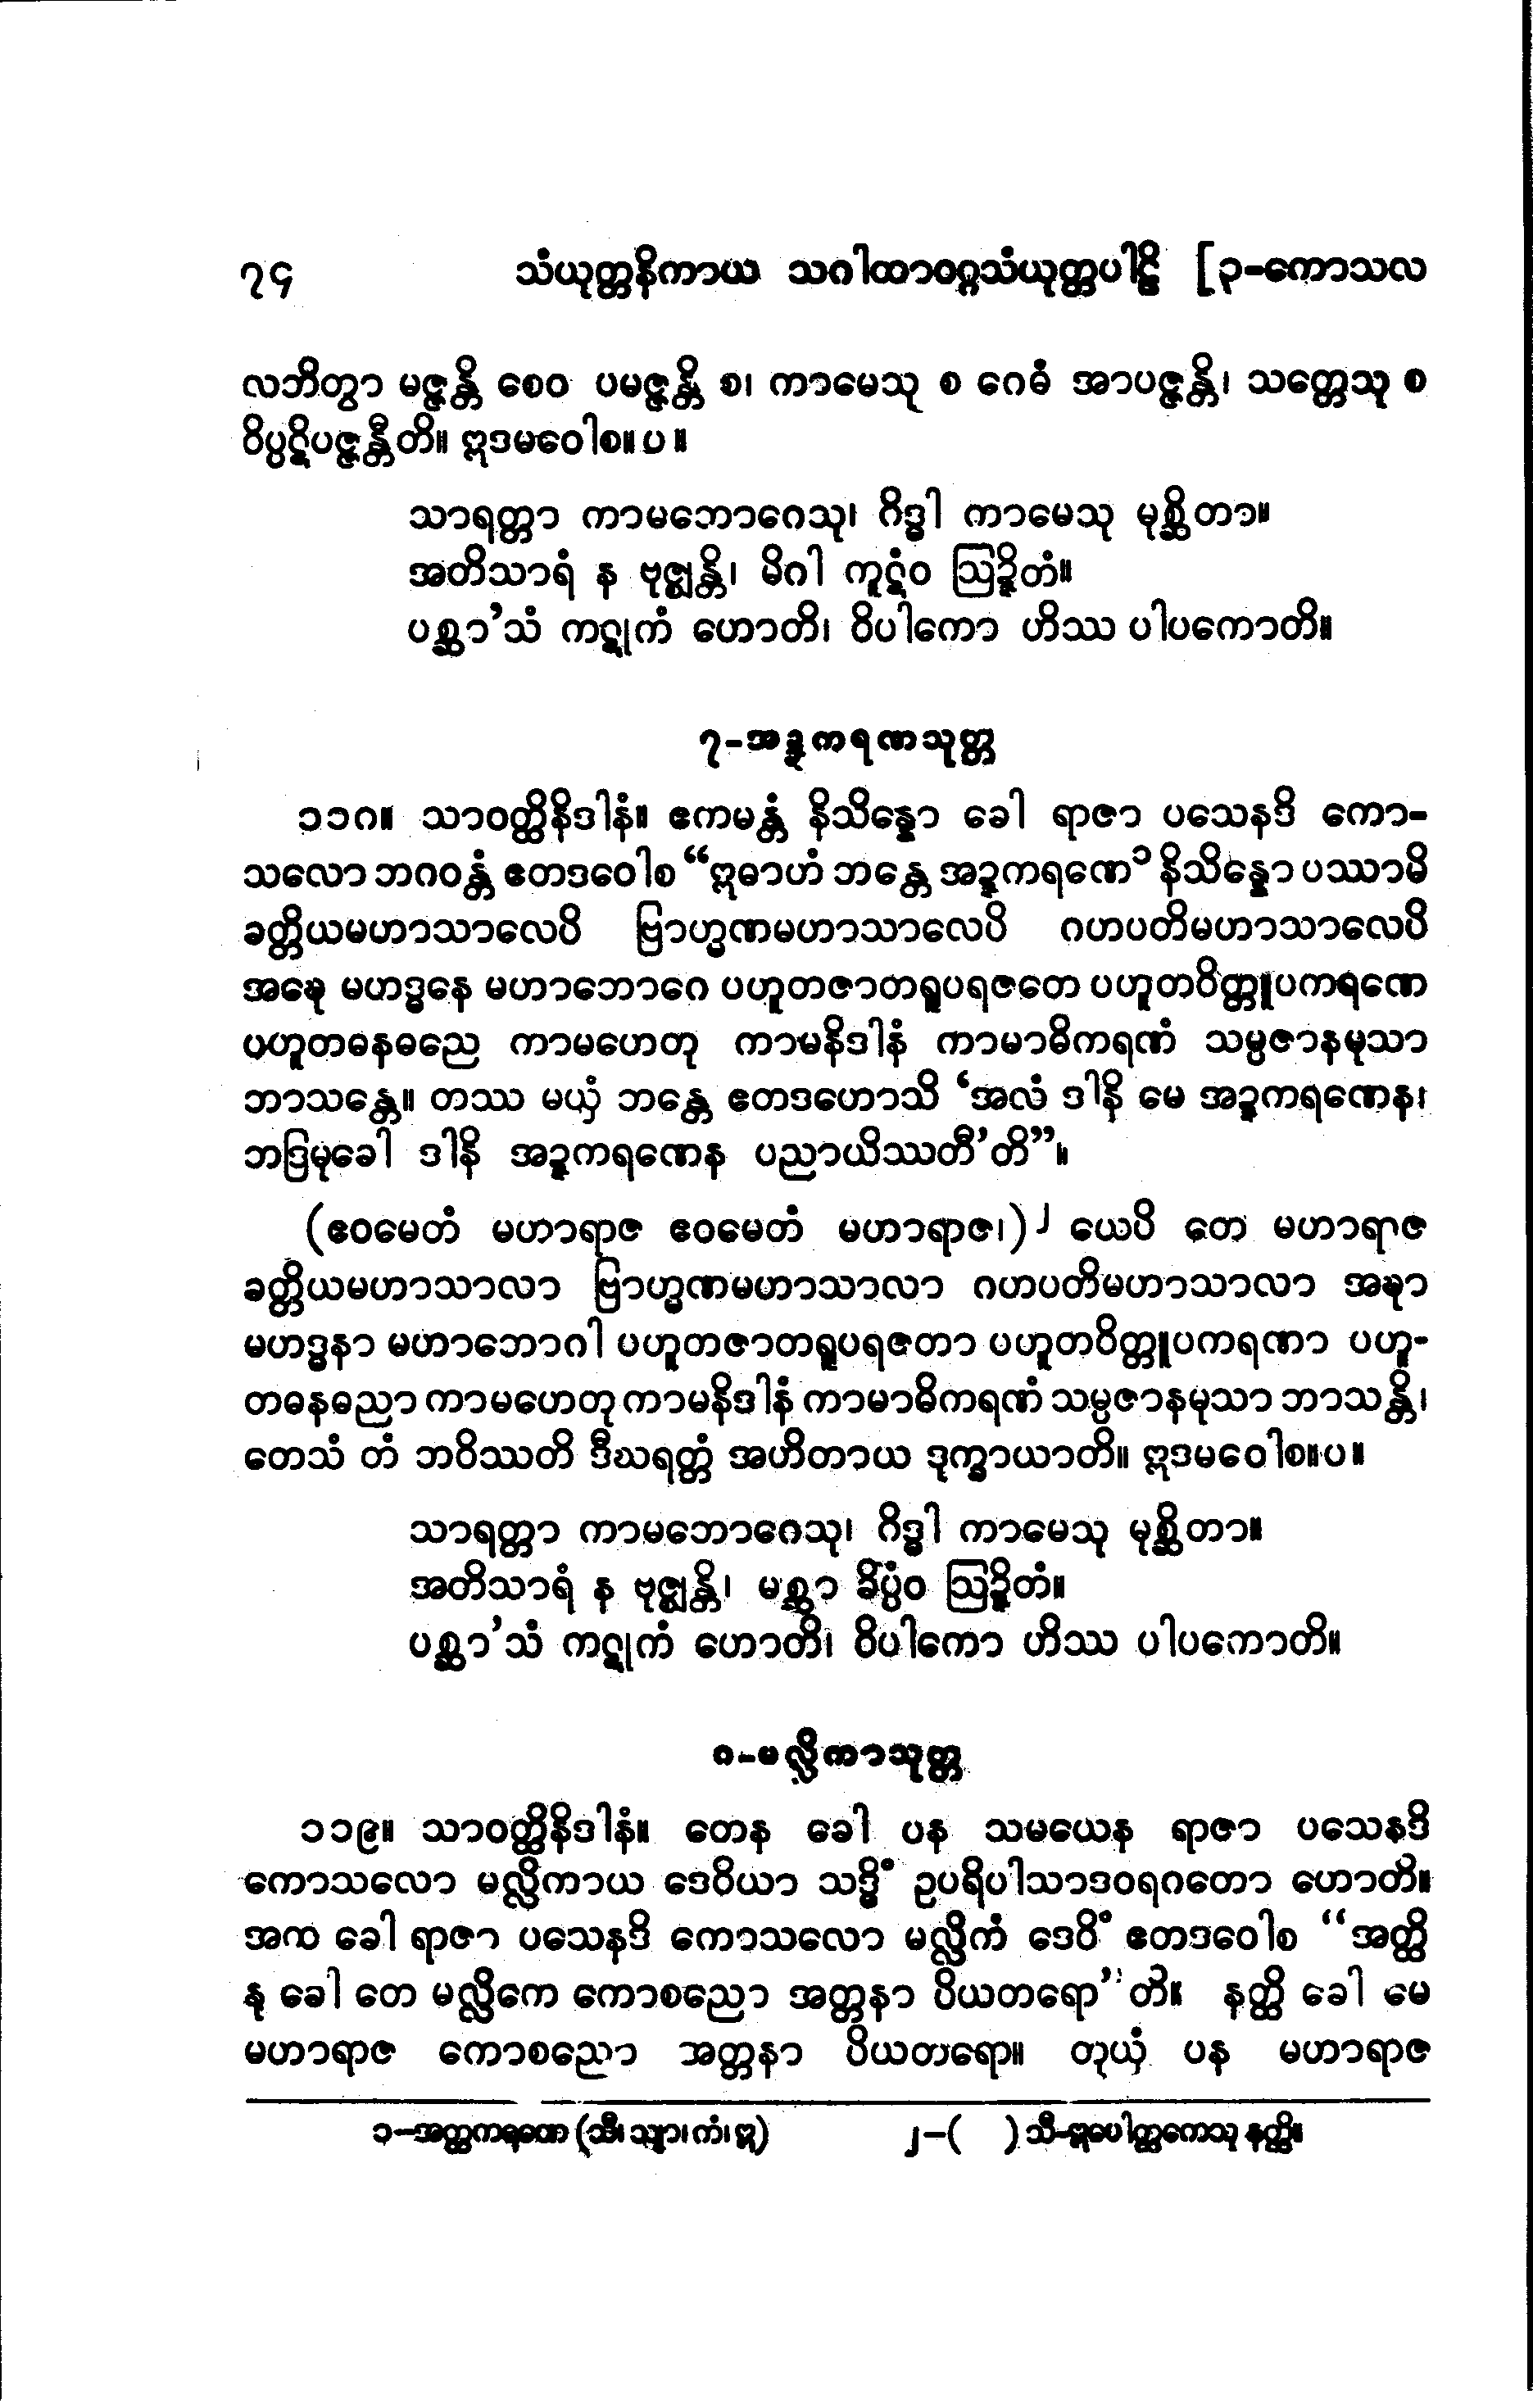 ၇၄ သံယုတ္တနိကာယ သဂါထာဝဂ္ဂသံယုတ္တပါဠိ [၃-ကောသလ
လဘိတွာ မဇ္ဇန္တိ စေဝ ပမဇ္ဇန္တိ စ၊ ကာမေသု စ ဂေဓံ အာပဇ္ဇန္တိ၊ သတ္တေသု စ
ဝိပ္ပဋိပဇ္ဇန္တီတိ။ ဣဒမဝေါစ။ပ။
သာရတ္တာ ကာမဘောဂေသု၊ ဂိဒ္ဓါ ကာမေသု မုစ္ဆိတာ။
အတိသာရံ န ဗုဇ္ဈန္တိ၊ မိဂါ ကူဋံဝ ဩဍ္ဍိတံ။
ပစ္ဆာ’သံ ကဋုကံ ဟောတိ၊ ဝိပါကော ဟိဿ ပါပကောတိ။
၇-အဍ္ဍကရဏသုတ္တ
၁၁၈။ သာဝတ္ထိနိဒါနံ။ ဧကမန္တံ နိသိန္နော ခေါ ရာဇာ ပသေနဒိ ကော-
သလော ဘဂဝန္တံ ဧတဒဝေါစ “ဣဓာဟံ ဘန္တေ အဍ္ဍကရဏေ ၁ နိသိန္နော ပဿာမိ
ခတ္တိယမဟာသာလေပိ ဗြာဟ္မဏမဟာသာလေပိ ဂဟပတိမဟာသာလေပိ
အဍ္ဎေ မဟဒ္ဓနေ မဟာဘောဂေ ပဟူတဇာတရူပရဇတေ ပဟူတဝိတ္တူပကရဏေ
ပဟူတဓနဓညေ ကာမဟေတု ကာမနိဒါနံ ကာမာဓိကရဏံ သမ္ပဇာနမုသာ
ဘာသန္တေ။ တဿ မယှံ ဘန္တေ ဧတဒဟောသိ ‘အလံ ဒါနိ မေ အဍ္ဍကရဏေန၊
ဘဒြမုခေါ ဒါနိ အဍ္ဍကရဏေန ပညာယိဿတီ’တိ”။
(ဧဝမေတံ မဟာရာဇ ဧဝမေတံ မဟာရာဇ၊) ၂ ယေပိ တေ မဟာရာဇ
ခတ္တိယမဟာသာလာ ဗြာဟ္မဏမဟာသာလာ ဂဟပတိမဟာသာလာ အဍ္ဎာ
မဟဒ္ဓနာ မဟာဘောဂါ ပဟူတဇာတရူပရဇတာ ပဟူတဝိတ္တူပကရဏာ ပဟူ-
တဓနဓညာ ကာမဟေတု ကာမနိဒါနံ ကာမာဓိကရဏံ သမ္ပဇာနမုသာ ဘာသန္တိ၊
တေသံ တံ ဘဝိဿတိ ဒီဃရတ္တံ အဟိတာယ ဒုက္ခာယာတိ။ ဣဒမဝေါစ။ပ။
သာရတ္တာ ကာမဘောဂေသု၊ ဂိဒ္ဓါ ကာမေသု မုစ္ဆိတာ။
အတိသာရံ န ဗုဇ္ဈန္တိ၊ မစ္ဆာ ခိပ္ပံဝ ဩဍ္ဍိတံ။
ပစ္ဆာ’သံ ကဋုကံ ဟောတိ၊ ဝိပါကော ဟိဿ ပါပကောတိ။
၈-မလ္လိကာသုတ္တ
၁၁၉။ သာဝတ္ထိနိဒါနံ။ တေန ခေါ ပန သမယေန ရာဇာ ပသေနဒိ
ကောသလော မလ္လိကာယ ဒေဝိယာ သဒ္ဓိံ ဥပရိပါသာဒဝရဂတော ဟောတိ။
အထ ခေါ ရာဇာ ပသေနဒိ ကောသလော မလ္လိကံ ဒေဝိံ ဧတဒဝေါစ “အတ္ထိ
နု ခေါ တေ မလ္လိကေ ကောစညော အတ္တနာ ပိယတရော”တိ။ နတ္ထိ ခေါ မေ
မဟာရာဇ ကောစညော အတ္တနာ ပိယတရော။ တုယှံ ပန မဟာရာဇ
၁-အတ္ထကရဏေ (သီ၊ သျာ၊ ကံ၊ ဣ) ၂-( ) သီ-ဣပေါတ္ထကေသု နတ္ထိ။